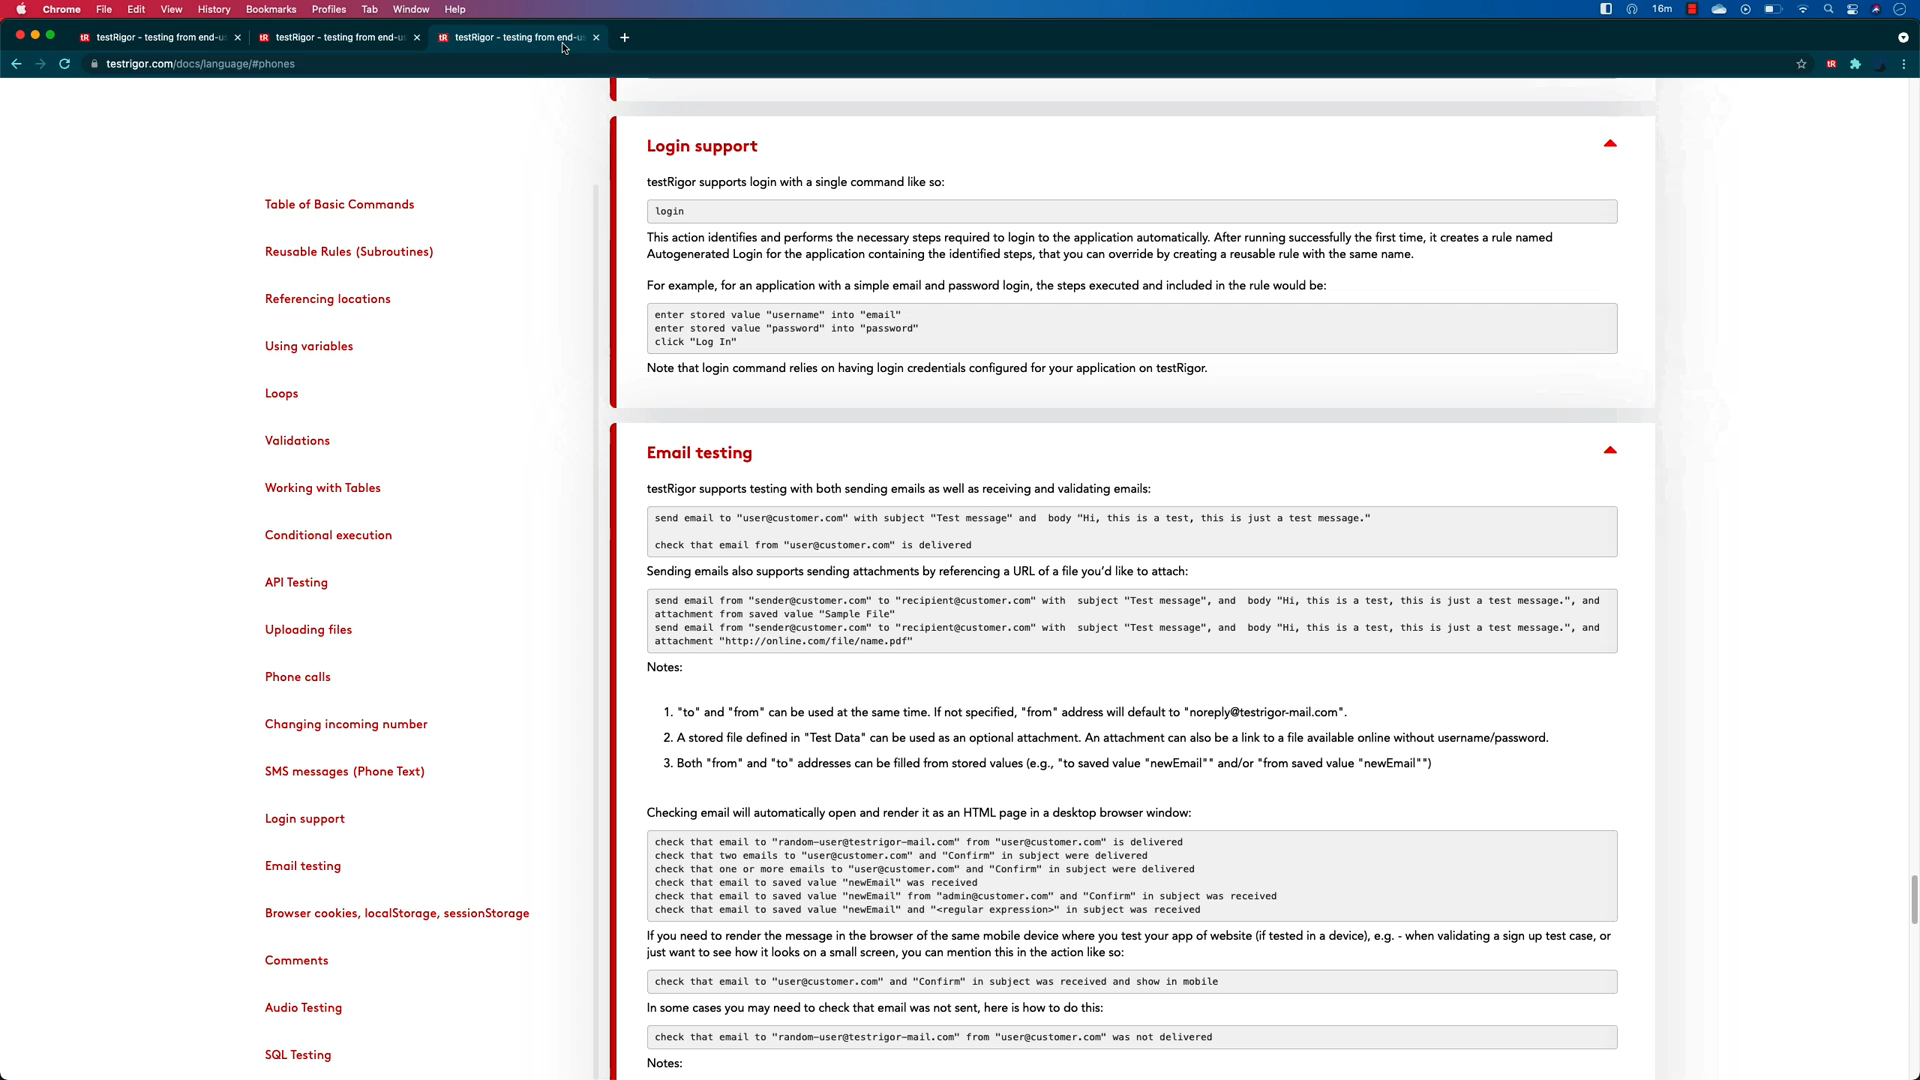 Chrome File Edit View History Bookmarks Profiles Tab Window Help 16m
tR testRigor - testing from end-us tR testRigor - testing from end-us tR testRigor - testing from end-us
testrigor.com/docs/language/#phones
Table of Basic Commands
Reusable Rules (Subroutines)
Referencing locations
Using variables
Loops
Validations
Working with Tables
Conditional execution
API Testing
Uploading files
Phone calls
Changing incoming number
SMS messages (Phone Text)
Login support
Email testing
Browser cookies, localStorage, sessionStorage
Comments
Audio Testing
SQL Testing
Login support
testRigor supports login with a single command like so:
login
This action identifies and performs the necessary steps required to login to the application automatically. After running successfully the first time, it creates a rule named
Autogenerated Login for the application containing the identified steps, that you can override by creating a reusable rule with the same name.
For example, for an application with a simple email and password login, the steps executed and included in the rule would be:
enter stored value "username" into "email"
enter stored value "password" into "password"
click "Log In"
Note that login command relies on having login credentials configured for your application on testRigor.
Email testing
testRigor supports testing with both sending emails as well as receiving and validating emails:
send email to "user@customer.com" with subject "Test message" and  body "Hi, this is a test, this is just a test message."
check that email from "user@customer.com" is delivered
Sending emails also supports sending attachments by referencing a URL of a file you'd like to attach:
send email from "sender@customer.com" to "recipient@customer.com" with  subject "Test message", and  body "Hi, this is a test, this is just a test message.", and
attachment from saved value "Sample File"
send email from "sender@customer.com" to "recipient@customer.com" with  subject "Test message", and  body "Hi, this is a test, this is just a test message.", and
attachment "http://online.com/file/name.pdf"
Notes:
1. "to" and "from" can be used at the same time. If not specified, "from" address will default to "noreply@testrigor-mail.com".
2. A stored file defined in "Test Data" can be used as an optional attachment. An attachment can also be a link to a file available online without username/password.
3. Both "from" and "to" addresses can be filled from stored values (e.g., "to saved value "newEmail"" and/or "from saved value "newEmail"")
Checking email will automatically open and render it as an HTML page in a desktop browser window:
check that email to "random-user@testrigor-mail.com" from "user@customer.com" is delivered
check that two emails to "user@customer.com" and "Confirm" in subject were delivered
check that one or more emails to "user@customer.com" and "Confirm" in subject were delivered
check that email to saved value "newEmail" was received
check that email to saved value "newEmail" from "admin@customer.com" and "Confirm" in subject was received
check that email to saved value "newEmail" and "<regular expression>" in subject was received
If you need to render the message in the browser of the same mobile device where you test your app of website (if tested in a device), e.g. - when validating a sign up test case, or
just want to see how it looks on a small screen, you can mention this in the action like so:
check that email to "user@customer.com" and "Confirm" in subject was received and show in mobile
In some cases you may need to check that email was not sent, here is how to do this:
check that email to "random-user@testrigor-mail.com" from "user@customer.com" was not delivered
Notes: